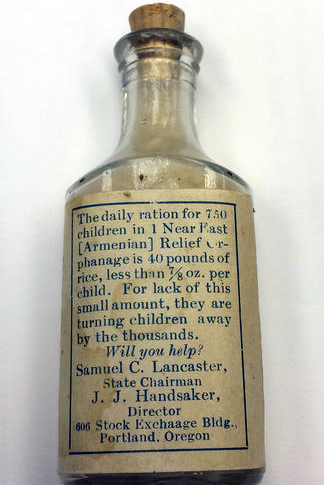 The daily ration for 750
children in 1 Near East
[Armenian] Relief Or-
phanage is 40 pounds of
rice, less than ⅞ oz. per
child. For lack of this
small amount, they are
turning children away
by the thousands.
Will you help?
Samuel C. Lancaster,
State Chairman
J. J. Handsaker,
Director
606 Stock Exchaage Bldg.,
Portland, Oregon